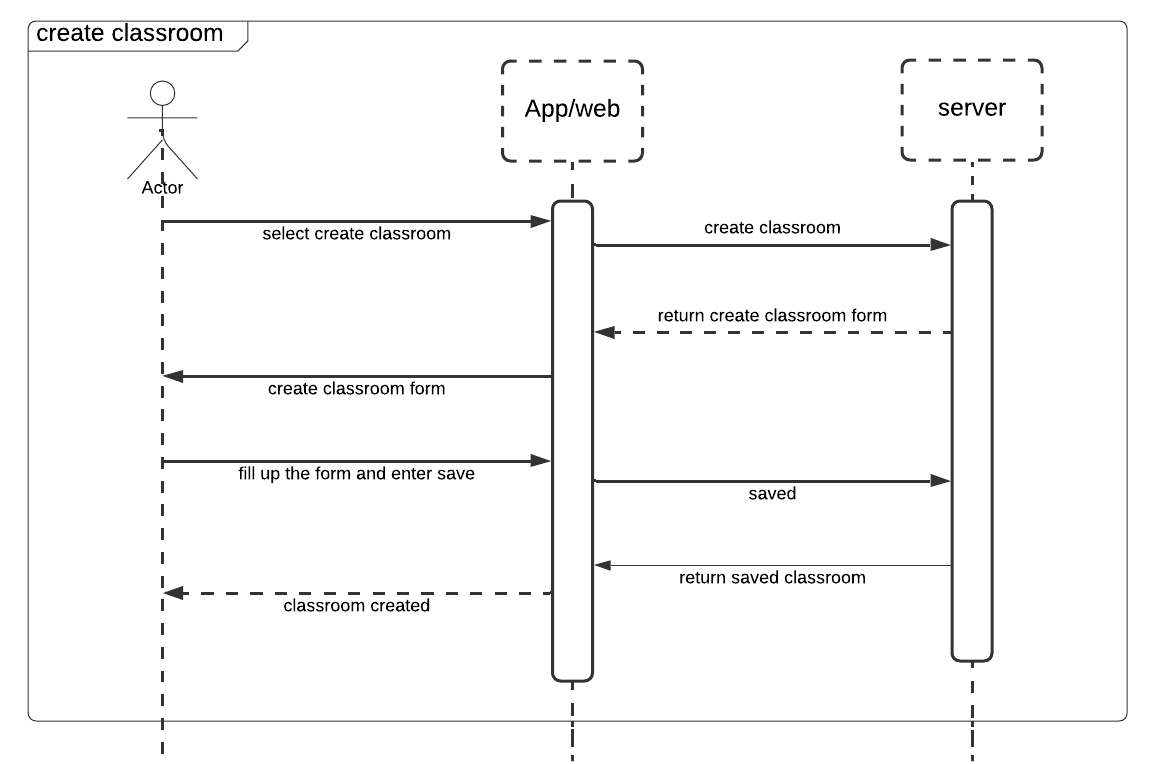 create classroom
App/web
server
Actor
select create classroom
create classroom
return create classroom form
create classroom form
fill up the form and enter save
saved
return saved classroom
classroom created